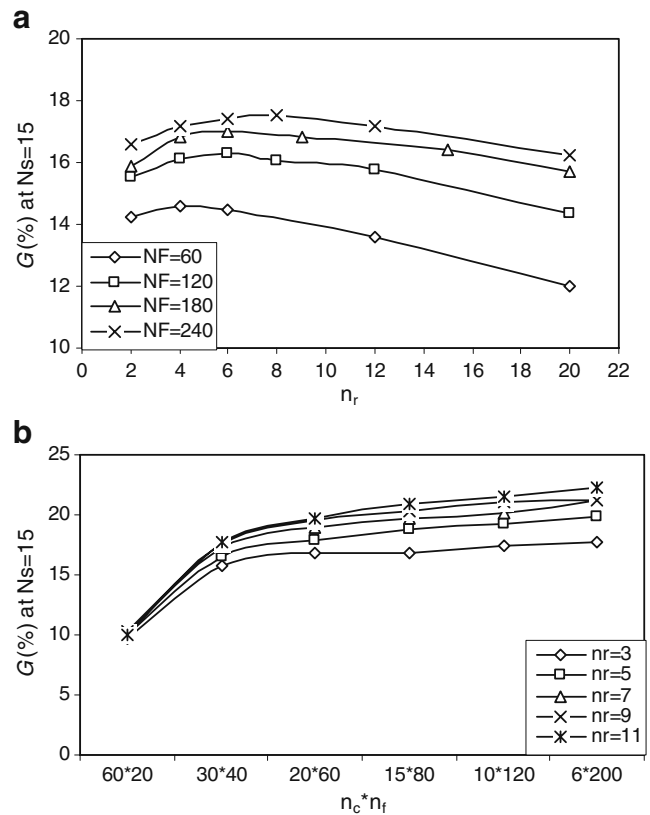 a
G(%) at Ns=15
20
18
16
14
12
10
NF=60
NF=120
NF=180
NF=240
0 2 4 6 8 10 12 14 16 18 20 22
n_r
b
G(%) at Ns=15
25
20
15
10
5
0
nr=3
nr=5
nr=7
nr=9
nr=11
60*20 30*40 20*60 15*80 10*120 6*200
n_c*n_f